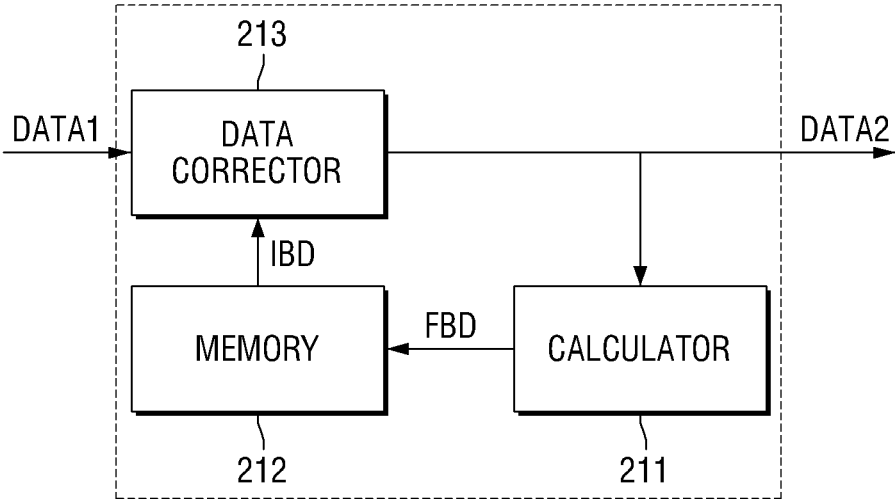 213
DATA1
DATA
CORRECTOR
DATA2
IBD
MEMORY
FBD
CALCULATOR
212
211